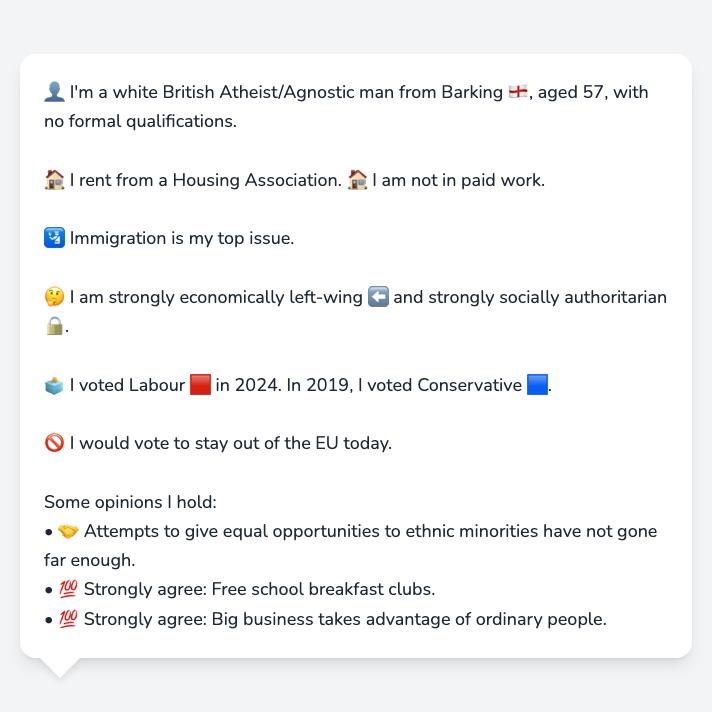 👤 I'm a white British Atheist/Agnostic man from Barking 🏴󠁧󠁢󠁥󠁮󠁧󠁿, aged 57, with
no formal qualifications.
🏠 I rent from a Housing Association. 🏠 I am not in paid work.
🛂 Immigration is my top issue.
🤔 I am strongly economically left-wing ⬅️ and strongly socially authoritarian
🔒.
🗳️ I voted Labour 🟥 in 2024. In 2019, I voted Conservative 🟦.
🚫 I would vote to stay out of the EU today.
Some opinions I hold:
• 🤝 Attempts to give equal opportunities to ethnic minorities have not gone
far enough.
• 💯 Strongly agree: Free school breakfast clubs.
• 💯 Strongly agree: Big business takes advantage of ordinary people.